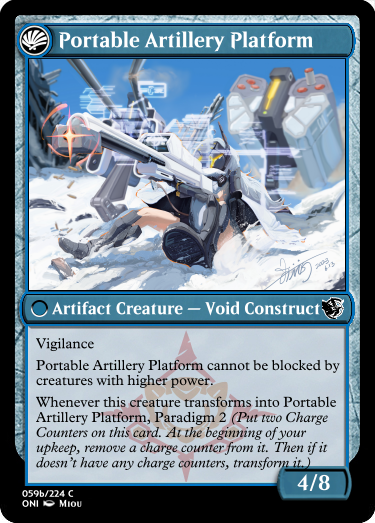 Portable Artillery Platform
Artifact Creature — Void Construct
Vigilance
Portable Artillery Platform cannot be blocked by
creatures with higher power.
Whenever this creature transforms into Portable
Artillery Platform, Paradigm 2 (Put two Charge
Counters on this card. At the beginning of your
upkeep, remove a charge counter from it. Then if it
doesn't have any charge counters, transform it.)
4/8
059b/224 C
ONI Miou